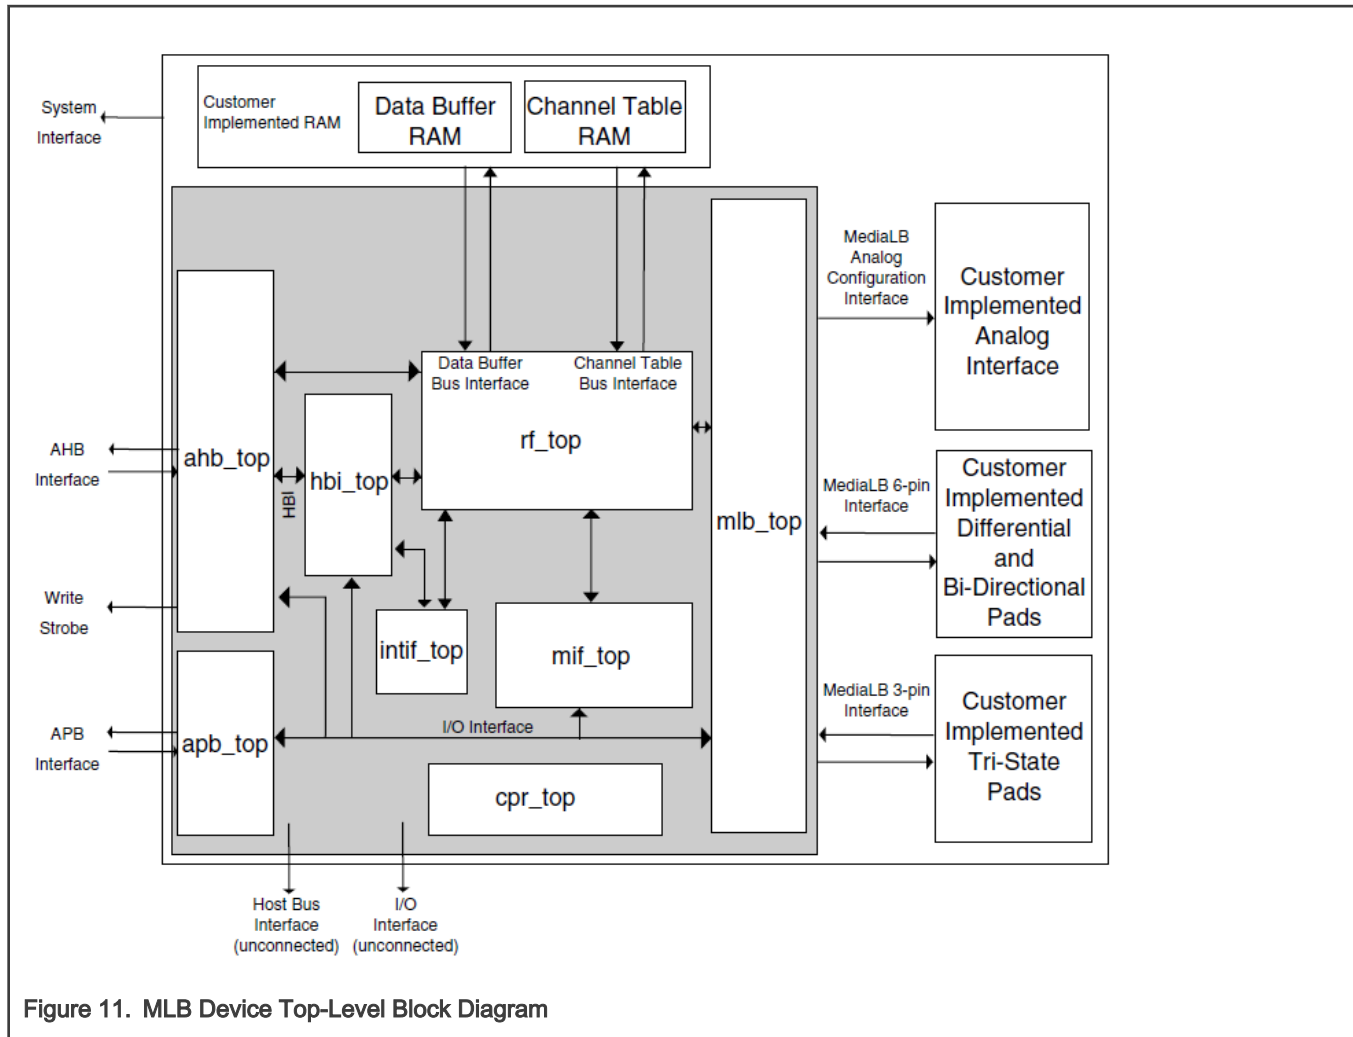 System
Interface
Customer
Implemented RAM
Data Buffer
RAM
Channel Table
RAM
MediaLB
Analog
Configuration
Interface
Customer
Implemented
Analog
Interface
Data Buffer
Bus Interface
Channel Table
Bus Interface
rf_top
AHB
Interface
ahb_top
HBI
hbi_top
mlb_top
MediaLB 6-pin
Interface
Customer
Implemented
Differential
and
Bi-Directional
Pads
Write
Strobe
intif_top
mif_top
MediaLB 3-pin
Interface
Customer
Implemented
Tri-State
Pads
APB
Interface
apb_top
I/O Interface
cpr_top
Host Bus
Interface
(unconnected)
I/O
Interface
(unconnected)
Figure 11. MLB Device Top-Level Block Diagram